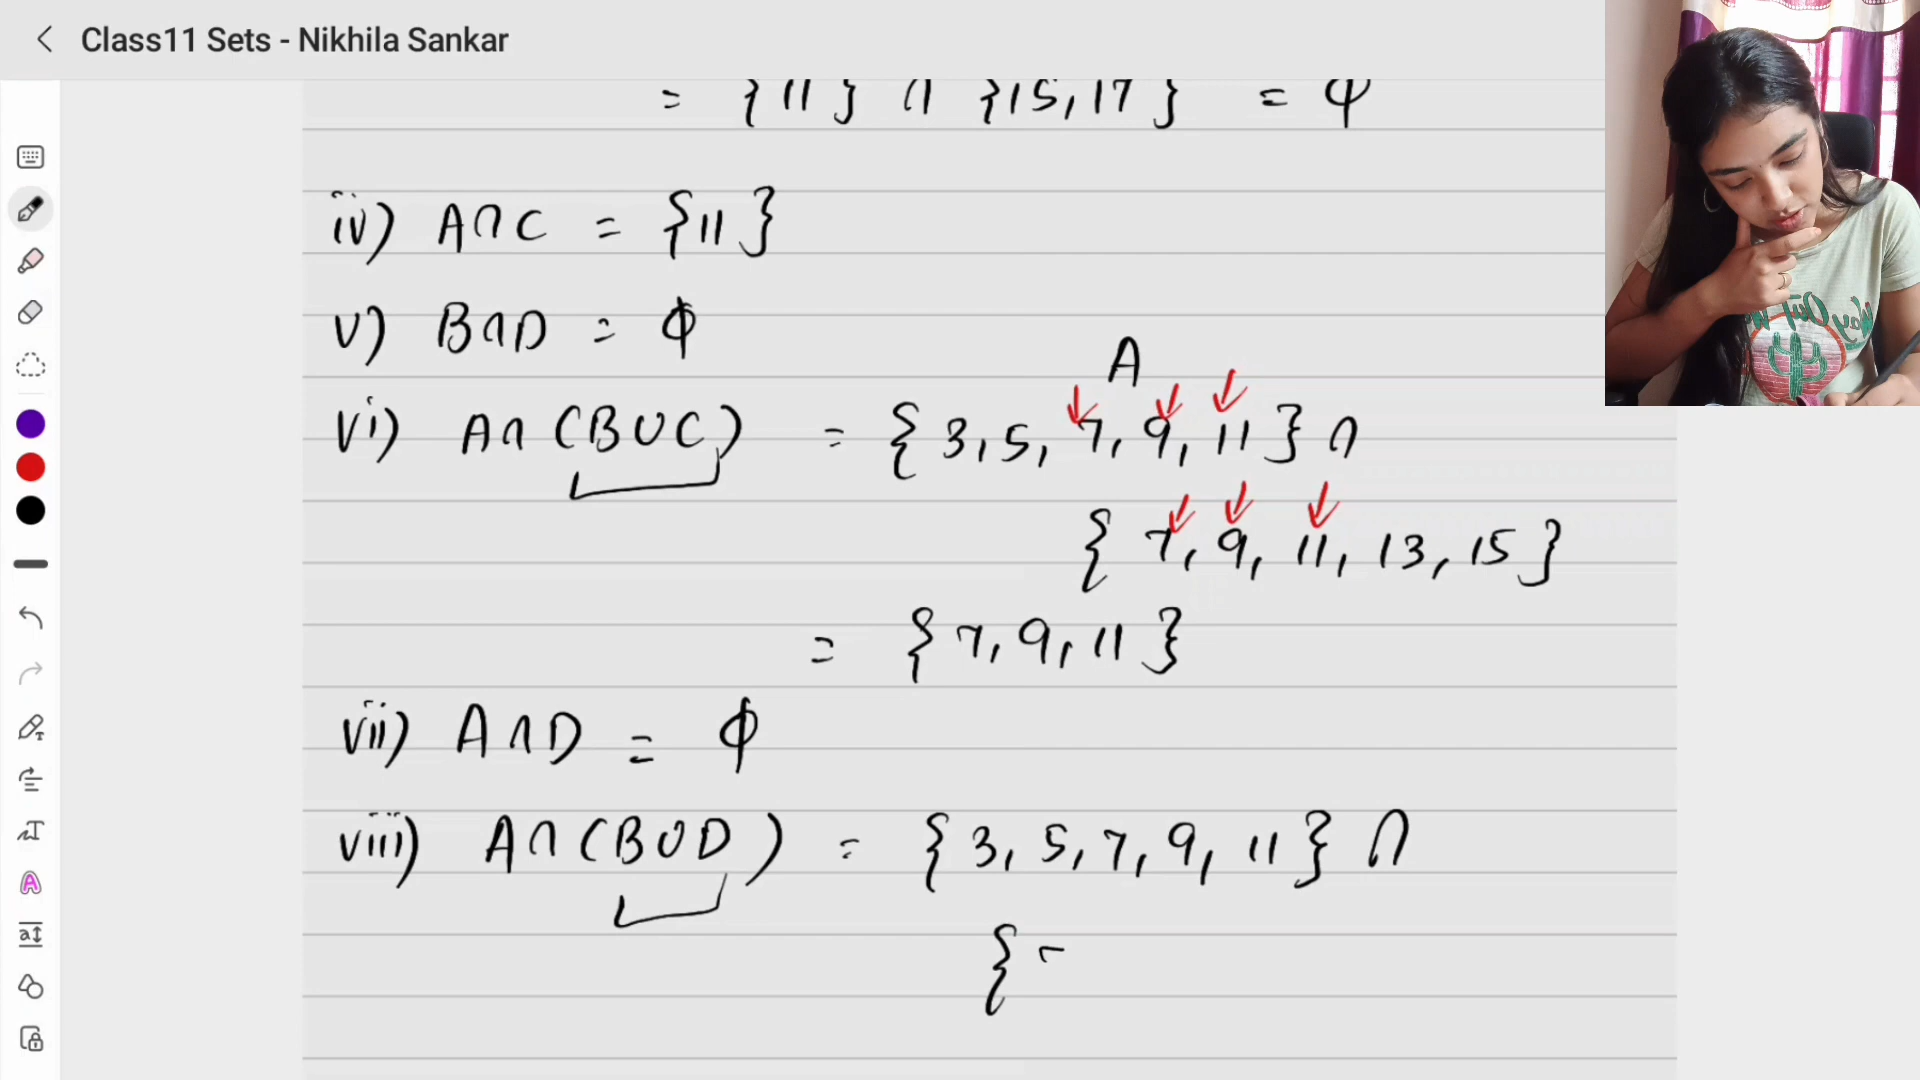 Class11 Sets - Nikhila Sankar
= {11} ∩ {15,17} = φ
iv) A∩C = {11}
v) B∩D = ϕ
A
vi) A∩(B∪C) = {3,5,7,9,11} ∩
{7,9,11,13,15}
= {7,9,11}
vii) A∩D = ϕ
viii) A∩(B∪D) = {3,5,7,9,11} ∩
{